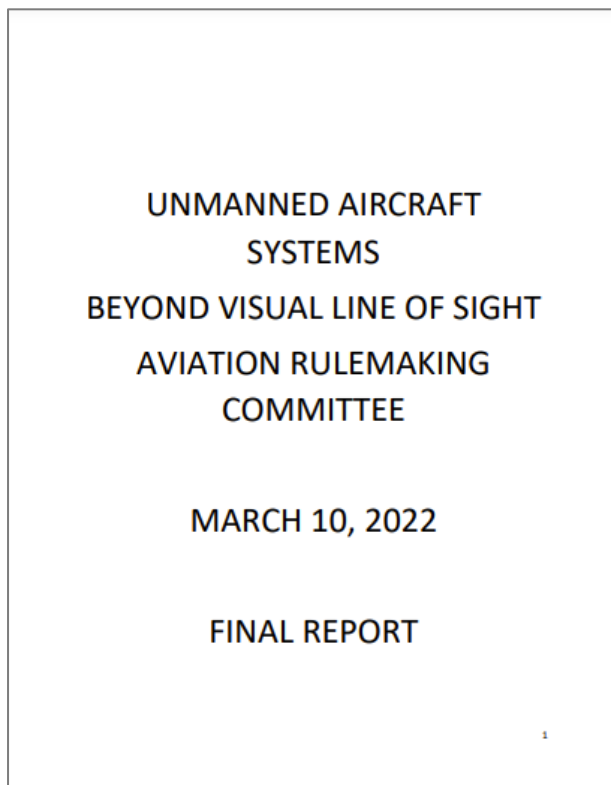 UNMANNED AIRCRAFT
SYSTEMS
BEYOND VISUAL LINE OF SIGHT
AVIATION RULEMAKING
COMMITTEE
MARCH 10, 2022
FINAL REPORT
1